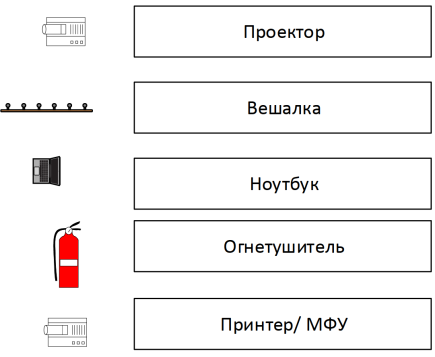 Проектор
Вешалка
Ноутбук
Огнетушитель
Принтер/ МФУ